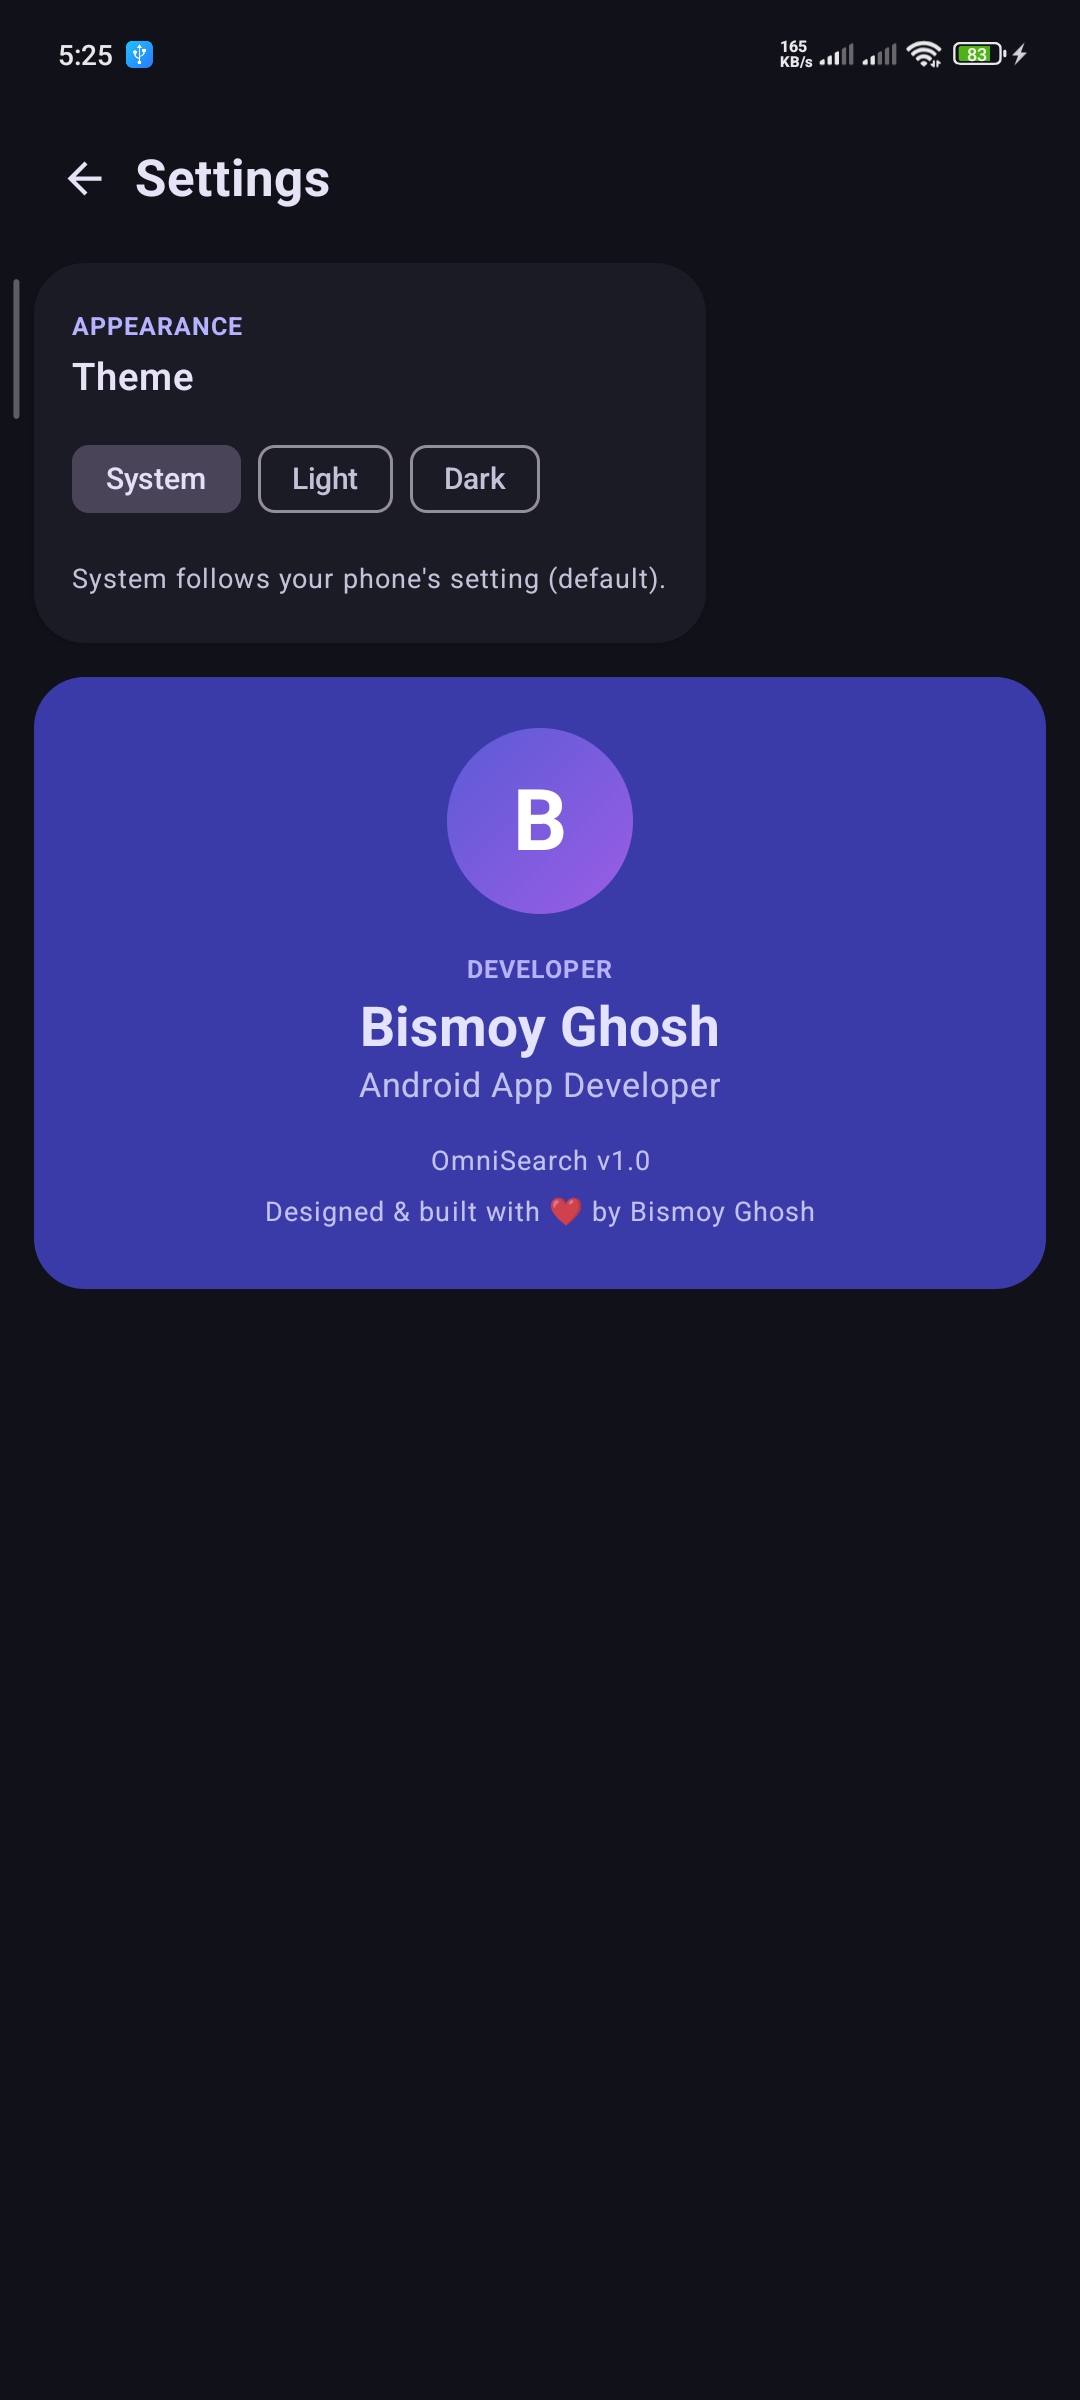 5:25
165
KB/s
83
Settings
APPEARANCE
Theme
System Light Dark
System follows your phone's setting (default).
B
DEVELOPER
Bismoy Ghosh
Android App Developer
OmniSearch v1.0
Designed & built with ❤️ by Bismoy Ghosh